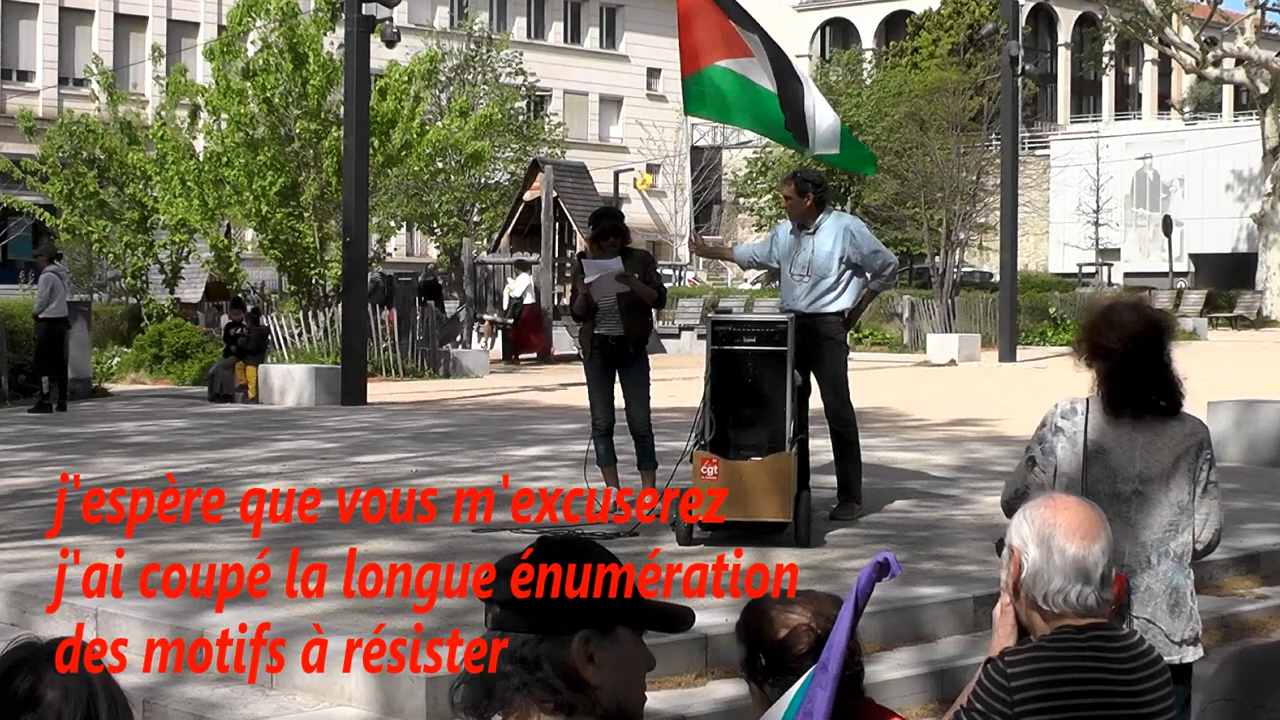 cgt
j'espère que vous m'excuserez
j'ai coupé la longue énumération
des motifs à résister